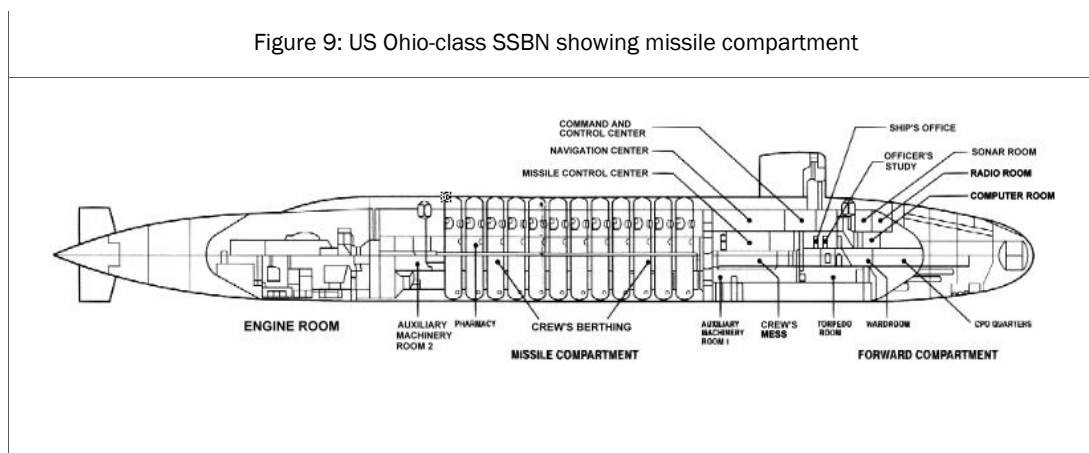 Figure 9: US Ohio-class SSBN showing missile compartment
COMMAND AND
CONTROL CENTER
NAVIGATION CENTER
MISSILE CONTROL CENTER
SHIP'S OFFICE
OFFICER'S
STUDY
SONAR ROOM
RADIO ROOM
COMPUTER ROOM
ENGINE ROOM
AUXILIARY
MACHINERY
ROOM 2
PHARMACY
CREW'S BERTHING
MISSILE COMPARTMENT
AUXILIARY
MACHINERY
ROOM I
CREW'S
MESS
TORPEDO
ROOM
WARDROOM
CPO QUARTERS
FORWARD COMPARTMENT